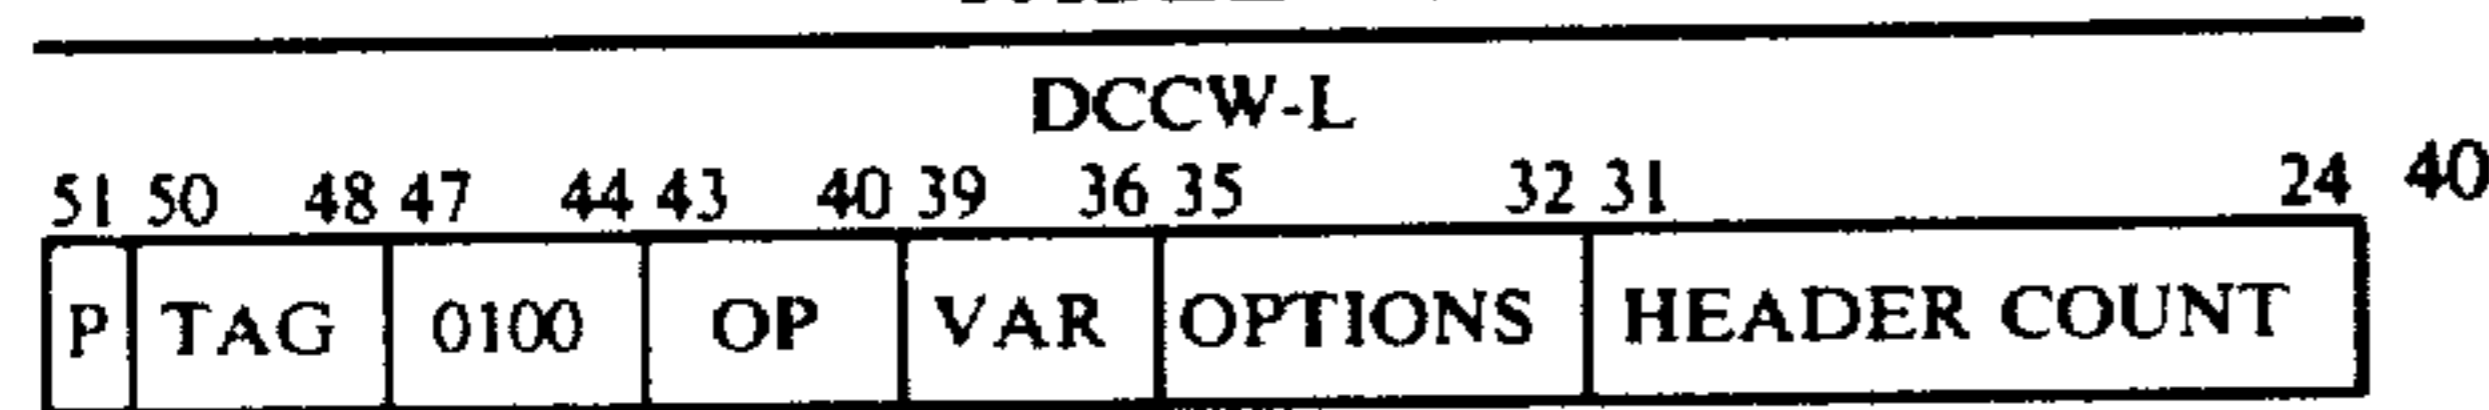 DCCW-L
51 50 48 47 44 43 40 39 36 35 32 31 24 40
P TAG 0100 OP VAR OPTIONS HEADER COUNT